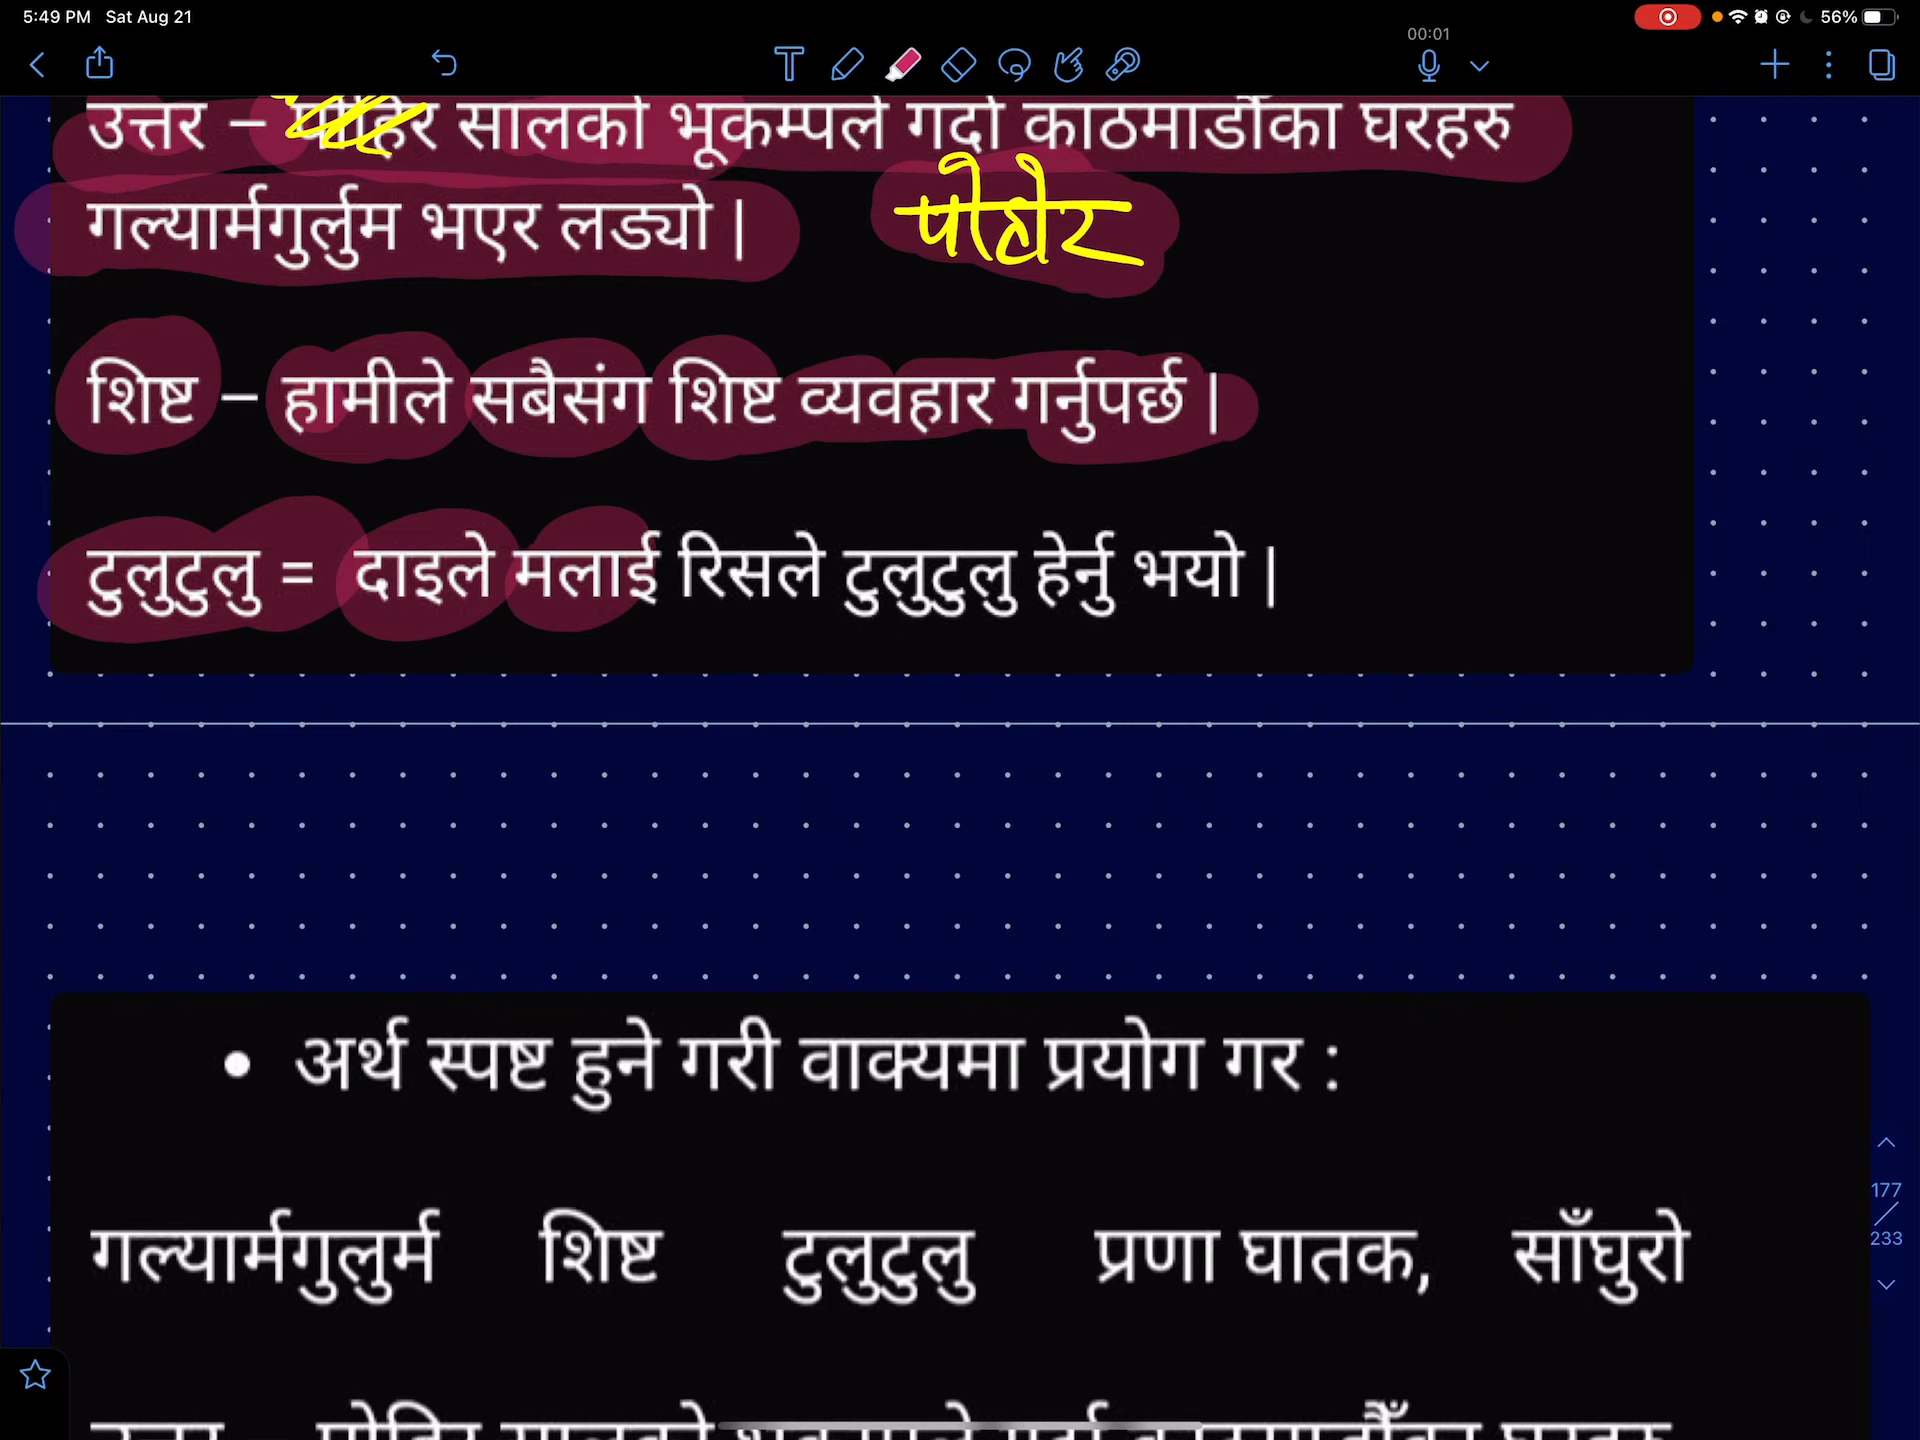 5:49 PM Sat Aug 21
56%
00:01
उत्तर – सालको भूकम्पले गर्दा काठमाडौंका घरहरु
गल्यार्मगुर्लुम भएर लड्यो | पोहोर
शिष्ट – हामीले सबैसंग शिष्ट व्यवहार गर्नुपर्छ |
टुलुटुलु = दाइले मलाई रिसले टुलुटुलु हेर्नु भयो |
• अर्थ स्पष्ट हुने गरी वाक्यमा प्रयोग गर :
गल्यार्मगुलुर्म शिष्ट टुलुटुलु प्रणा घातक, साँघुरो
177
233